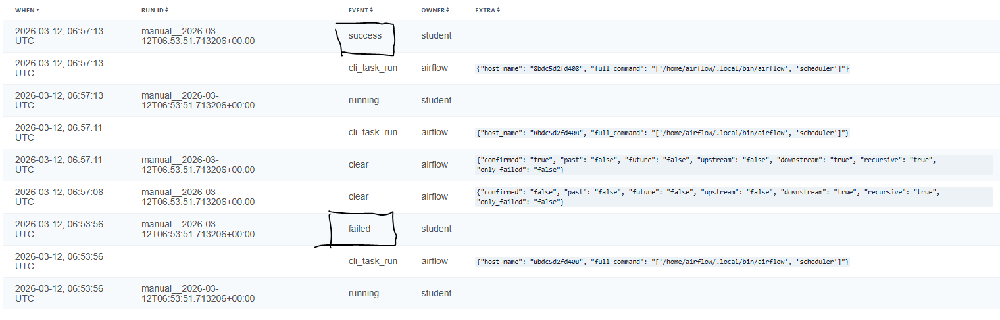 WHEN RUN ID EVENT OWNER EXTRA
2026-03-12, 06:57:13 manual__2026-03- success student
UTC 12T06:53:51.713206+00:00
2026-03-12, 06:57:13 cli_task_run airflow {"host_name": "8bdc5d2fd408", "full_command": "['/home/airflow/.local/bin/airflow', 'scheduler']"}
UTC
2026-03-12, 06:57:13 manual__2026-03- running student
UTC 12T06:53:51.713206+00:00
2026-03-12, 06:57:11 cli_task_run airflow {"host_name": "8bdc5d2fd408", "full_command": "['/home/airflow/.local/bin/airflow', 'scheduler']"}
UTC
2026-03-12, 06:57:11 manual__2026-03- clear airflow {"confirmed": "true", "past": "false", "future": "false", "upstream": "false", "downstream": "true", "recursive": "true",
UTC 12T06:53:51.713206+00:00 "only_failed": "false"}
2026-03-12, 06:57:08 manual__2026-03- clear airflow {"confirmed": "false", "past": "false", "future": "false", "upstream": "false", "downstream": "true", "recursive": "true",
UTC 12T06:53:51.713206+00:00 "only_failed": "false"}
2026-03-12, 06:53:56 manual__2026-03- failed student
UTC 12T06:53:51.713206+00:00
2026-03-12, 06:53:56 cli_task_run airflow {"host_name": "8bdc5d2fd408", "full_command": "['/home/airflow/.local/bin/airflow', 'scheduler']"}
UTC
2026-03-12, 06:53:56 manual__2026-03- running student
UTC 12T06:53:51.713206+00:00